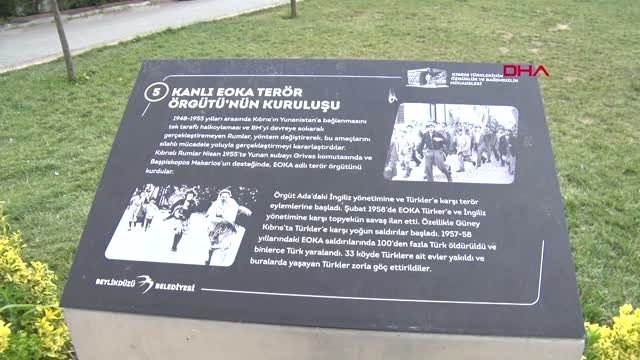 DHA
KIBRIS TÜRKLERİNİN
ÖZGÜRLÜK VE BAĞIMSIZLIK
MÜCADELESİ
5 KANLI EOKA TERÖR
ÖRGÜTÜ'NÜN KURULUŞU
1948-1955 yılları arasında Kıbrıs'ın Yunanistan'a bağlanmasını
tek taraflı halkoylaması ve BM'yi devreye sokarak
gerçekleştiremeyen Rumlar, yöntem değiştirerek, bu amaçlarını
silahlı mücadele yoluyla gerçekleştirmeyi kararlaştırdılar.
Kıbrıslı Rumlar Nisan 1955'te Yunan subayı Grivas komutasında ve
Başpiskopos Makarios'un desteğinde, EOKA adlı terör örgütünü
kurdular.
Örgüt Ada'daki İngiliz yönetimine ve Türkler'e karşı terör
eylemlerine başladı. Şubat 1958'de EOKA Türker'e ve İngiliz
yönetimine karşı topyekün savaş ilan etti. Özellikle Güney
Kıbrıs'ta Türkler'e karşı yoğun saldırılar başladı. 1957-58
yıllarındaki EOKA saldırılarında 100'den fazla Türk öldürüldü ve
binlerce Türk yaralandı. 33 köyde Türklere ait evler yakıldı ve
buralarda yaşayan Türkler zorla göç ettirildiler.
BEYLİKDÜZÜ BELEDİYESİ